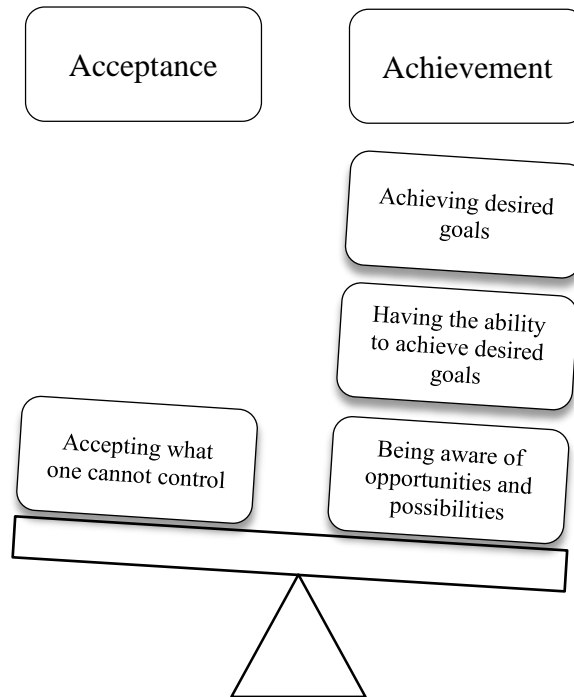 Acceptance
Achievement
Achieving desired
goals
Having the ability
to achieve desired
goals
Accepting what
one cannot control
Being aware of
opportunities and
possibilities